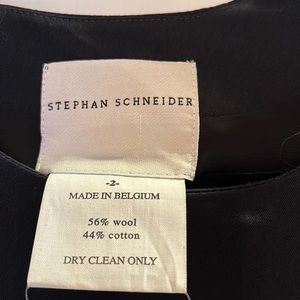 STEPHAN SCHNEIDER
-2-
MADE IN BELGIUM
56% wool
44% cotton
DRY CLEAN ONLY